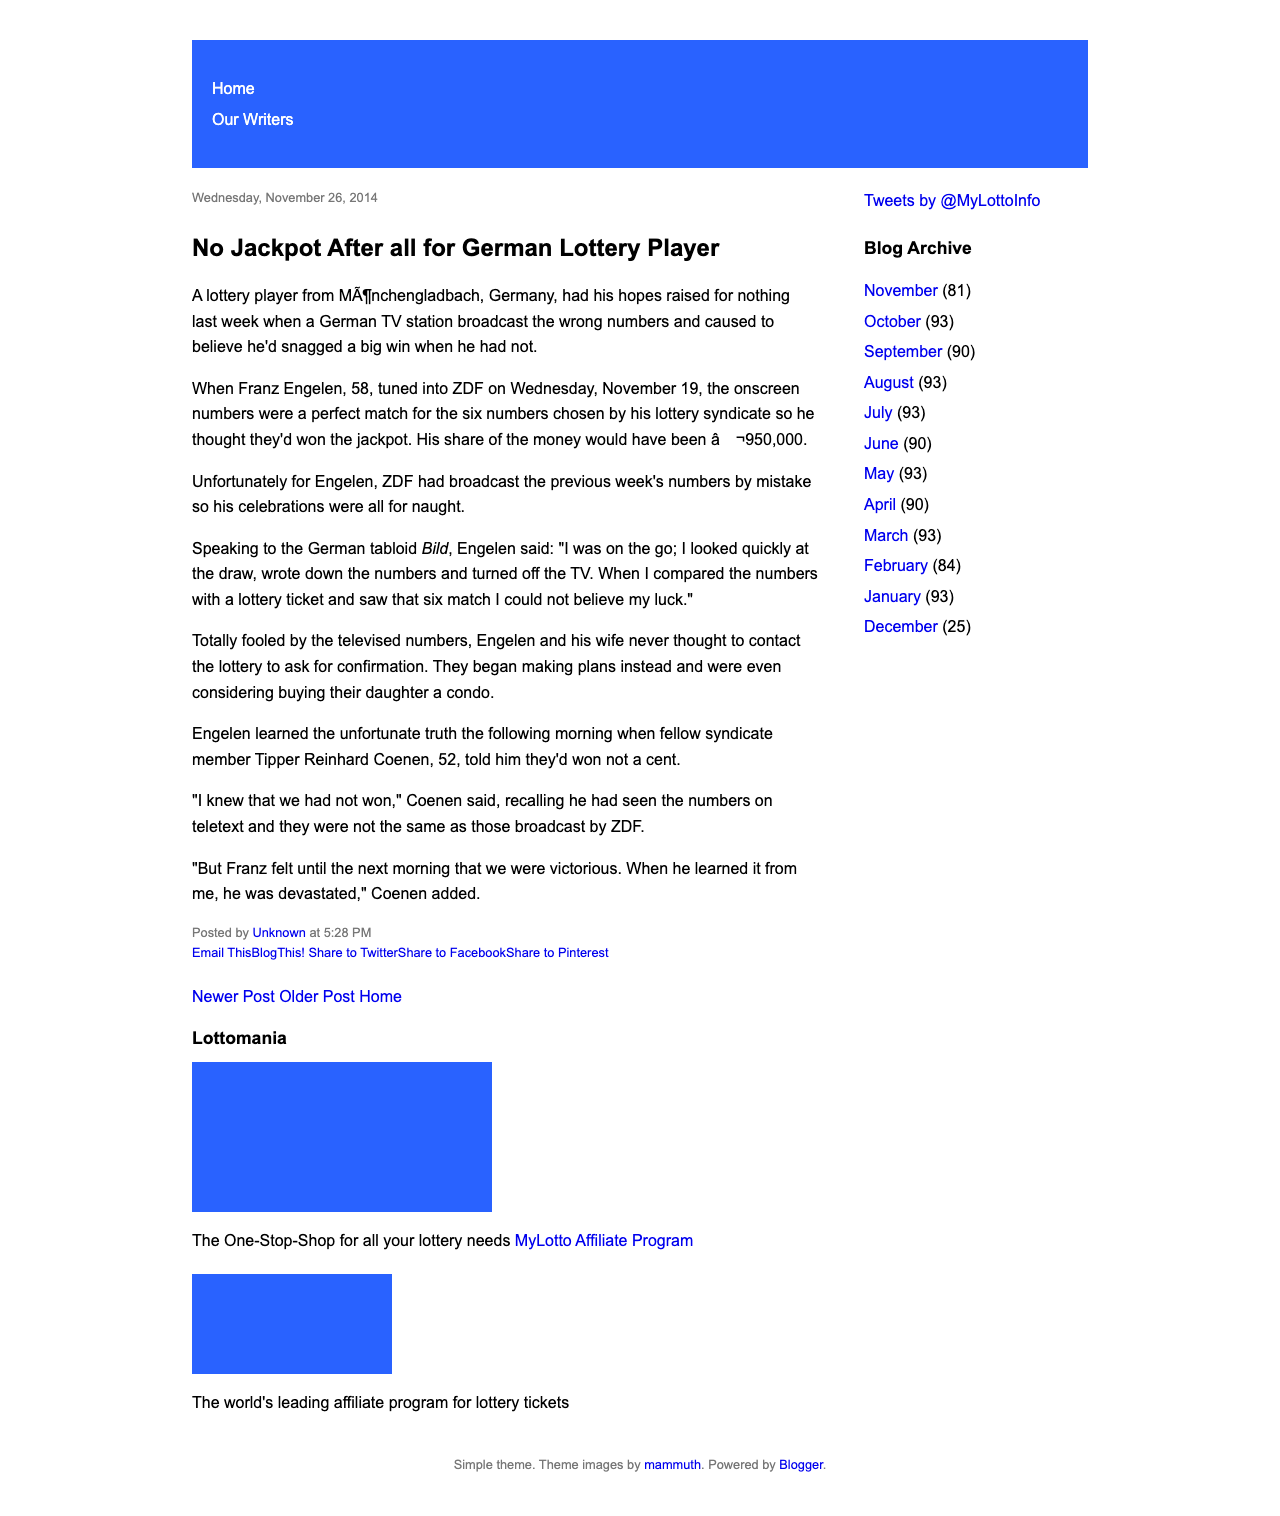 Home
Our Writers
Wednesday, November 26, 2014
No Jackpot After all for German Lottery Player
A lottery player from MÃ¶nchengladbach, Germany, had his hopes raised for nothing
last week when a German TV station broadcast the wrong numbers and caused to
believe he'd snagged a big win when he had not.
When Franz Engelen, 58, tuned into ZDF on Wednesday, November 19, the onscreen
numbers were a perfect match for the six numbers chosen by his lottery syndicate so he
thought they'd won the jackpot. His share of the money would have been â ¬950,000.
Unfortunately for Engelen, ZDF had broadcast the previous week's numbers by mistake
so his celebrations were all for naught.
Speaking to the German tabloid Bild, Engelen said: "I was on the go; I looked quickly at
the draw, wrote down the numbers and turned off the TV. When I compared the numbers
with a lottery ticket and saw that six match I could not believe my luck."
Totally fooled by the televised numbers, Engelen and his wife never thought to contact
the lottery to ask for confirmation. They began making plans instead and were even
considering buying their daughter a condo.
Engelen learned the unfortunate truth the following morning when fellow syndicate
member Tipper Reinhard Coenen, 52, told him they'd won not a cent.
"I knew that we had not won," Coenen said, recalling he had seen the numbers on
teletext and they were not the same as those broadcast by ZDF.
"But Franz felt until the next morning that we were victorious. When he learned it from
me, he was devastated," Coenen added.
Posted by Unknown at 5:28 PM
Email ThisBlogThis! Share to TwitterShare to FacebookShare to Pinterest
Newer Post Older Post Home
Lottomania
The One-Stop-Shop for all your lottery needs MyLotto Affiliate Program
The world's leading affiliate program for lottery tickets
Tweets by @MyLottoInfo
Blog Archive
November (81)
October (93)
September (90)
August (93)
July (93)
June (90)
May (93)
April (90)
March (93)
February (84)
January (93)
December (25)
Simple theme. Theme images by mammuth. Powered by Blogger.